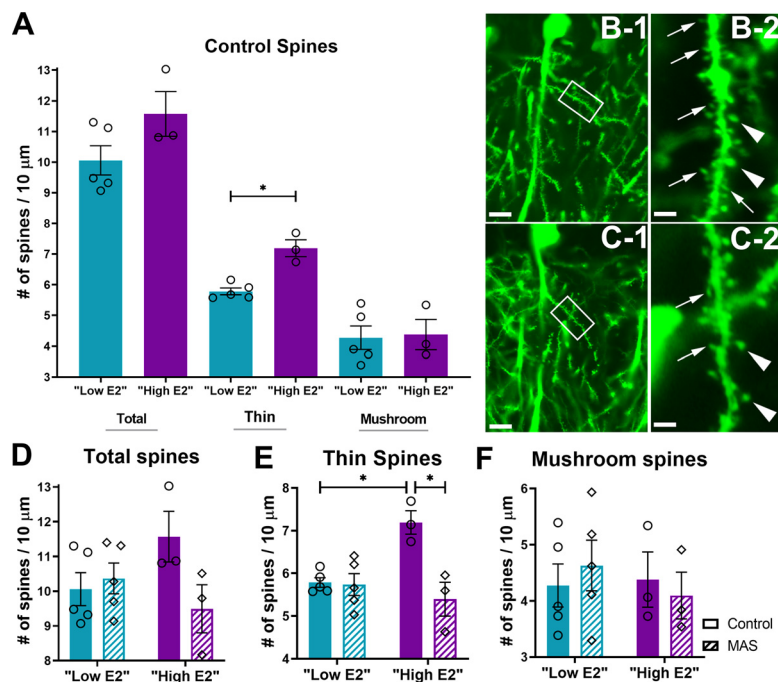 A
Control Spines
# of spines / 10 μm
13
12
11
10
9
8
7
6
5
4
3
*
"Low E2" "High E2" "Low E2" "High E2" "Low E2" "High E2"
Total Thin Mushroom
B-1
B-2
C-1
C-2
D
Total spines
# of spines / 10 μm
13
12
11
10
9
8
"Low E2" "High E2"
E
Thin Spines
# of spines / 10 μm
8
7
6
5
4
* *
"Low E2" "High E2"
F
Mushroom spines
# of spines / 10 μm
6
5
4
3
"Low E2" "High E2"
Control
MAS